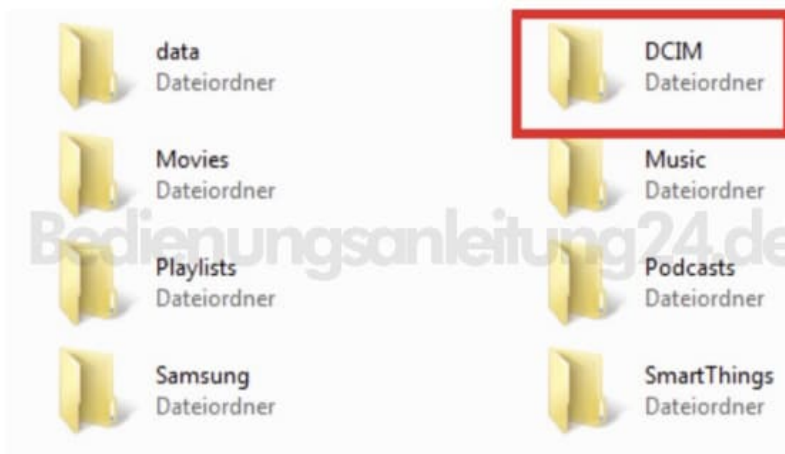 data
Dateiordner
DCIM
Dateiordner
Movies
Dateiordner
Music
Dateiordner
Bedienungsanleitung24.de
Playlists
Dateiordner
Podcasts
Dateiordner
Samsung
Dateiordner
SmartThings
Dateiordner